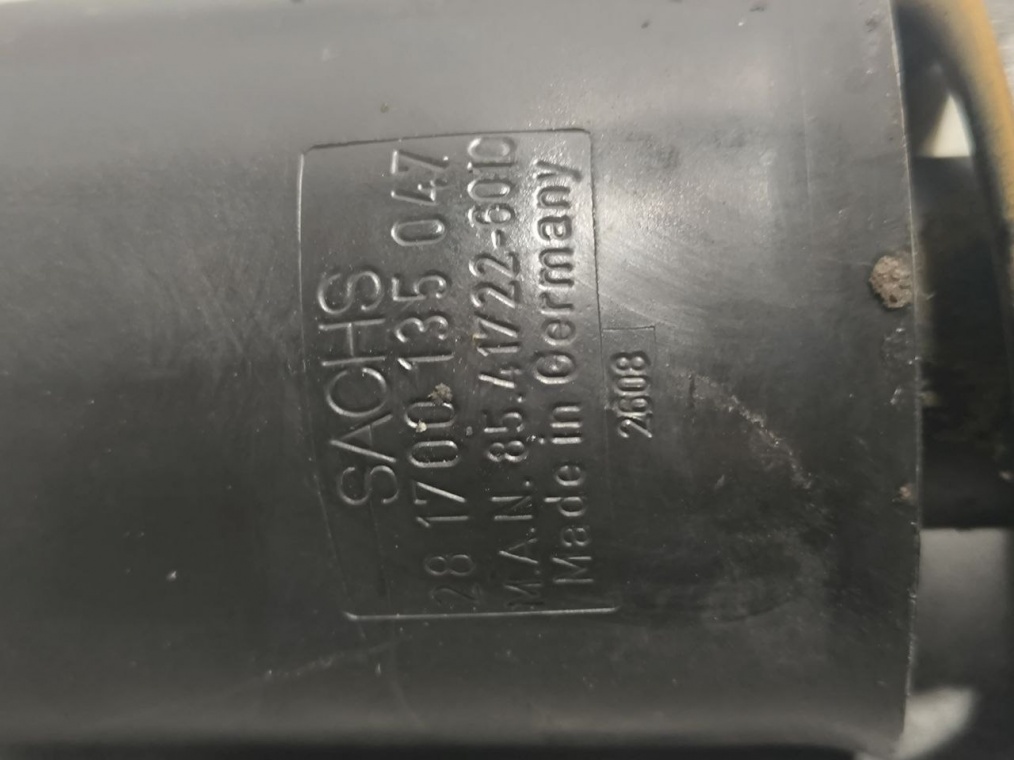 SACHS
28 1700 135 047
M.A.N. 85.41722-6010
Made in Germany
2608